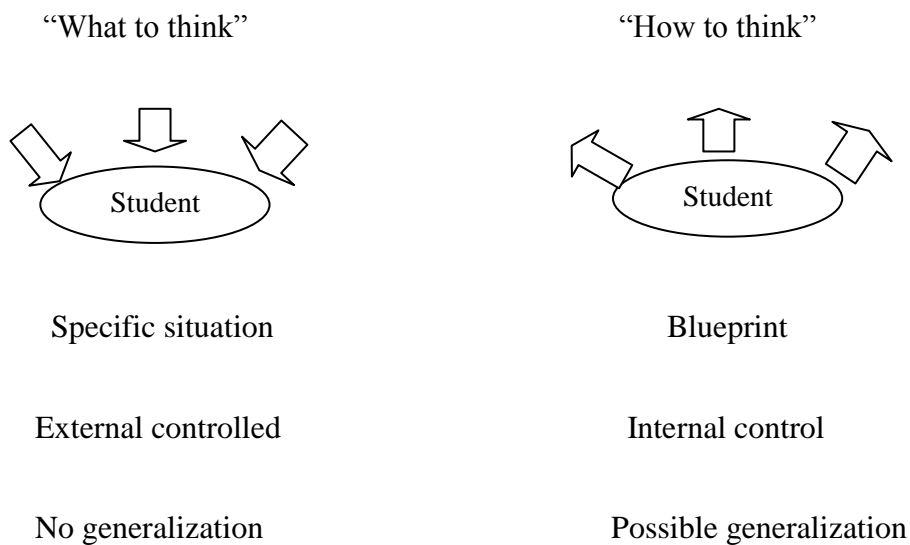 “What to think”
“How to think”
Student
Student
Specific situation
Blueprint
External controlled
Internal control
No generalization
Possible generalization